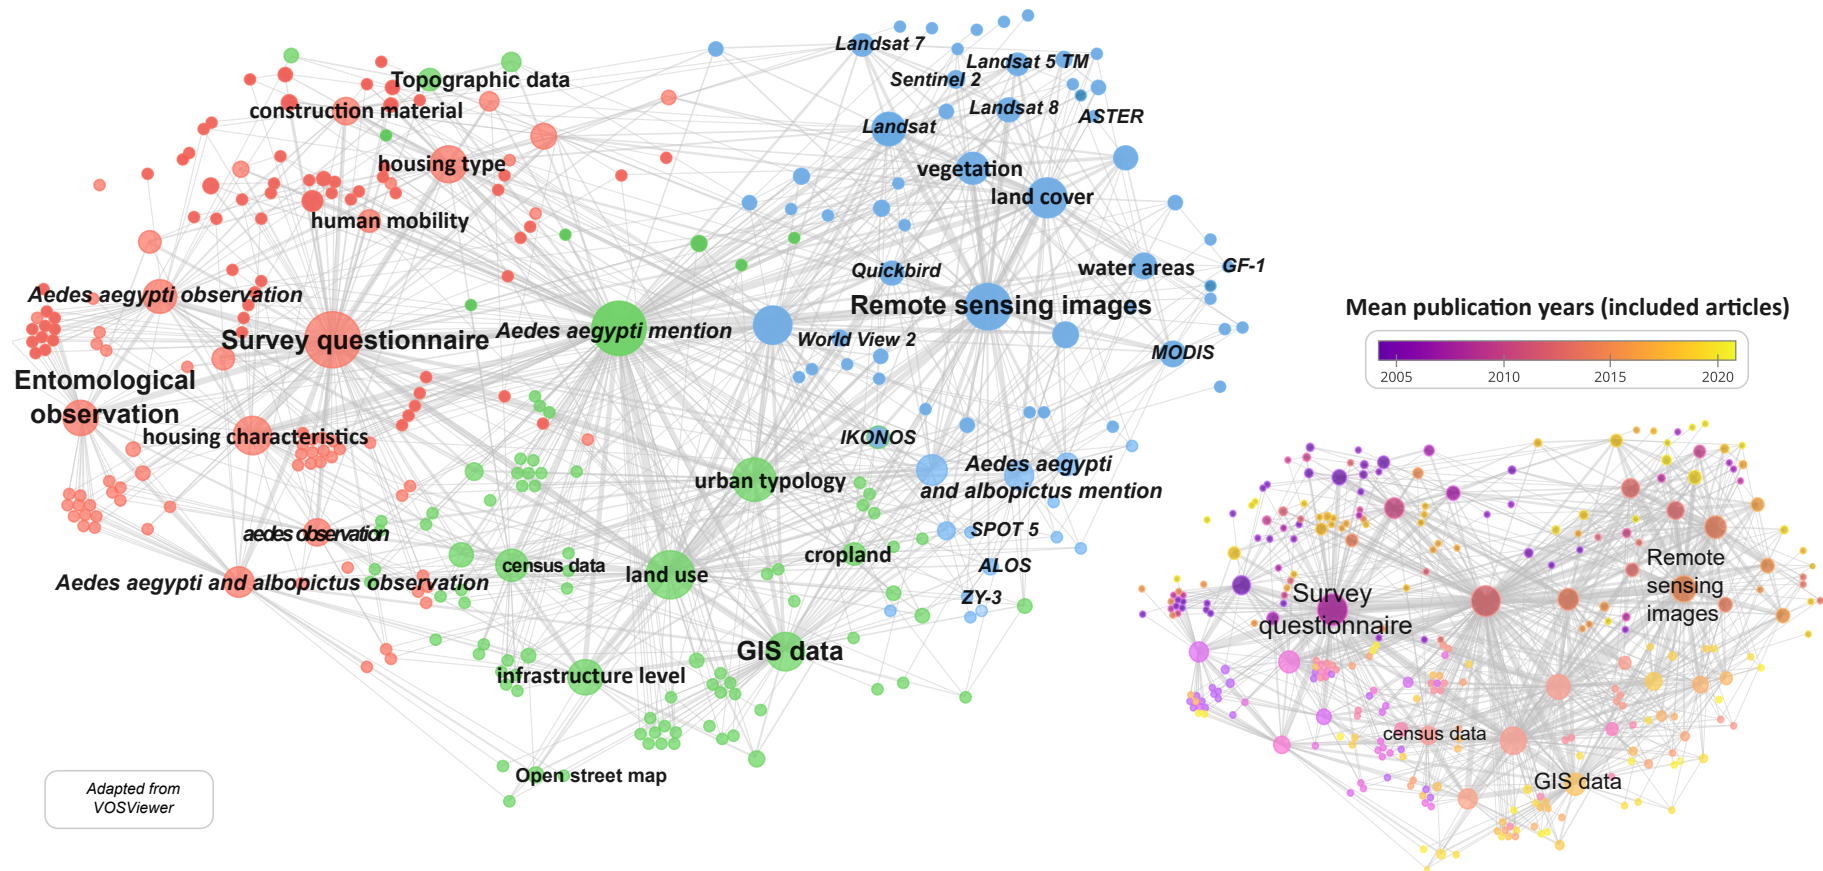 Landsat 7
Landsat 5 TM
Sentinel 2
Topographic data
construction material
Landsat 8
ASTER
Landsat
housing type
vegetation
land cover
human mobility
Quickbird
water areas
GF-1
Aedes aegypti observation
Remote sensing images
Survey questionnaire
Aedes aegypti mention
World View 2
MODIS
Entomological
observation
housing characteristics
IKONOS
Aedes aegypti
and albopictus mention
urban typology
aedes observation
SPOT 5
cropland
census data
land use
ALOS
Aedes aegypti and albopictus observation
ZY-3
GIS data
infrastructure level
Open street map
Adapted from
VOSViewer
Mean publication years (included articles)
2005
2010
2015
2020
Remote
sensing
images
Survey
questionnaire
census data
GIS data